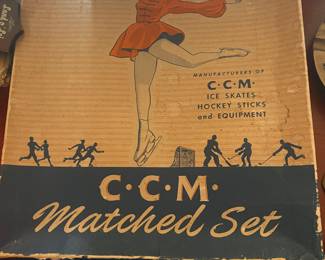 MANUFACTURERS OF
C·C·M·
ICE SKATES
HOCKEY STICKS
and EQUIPMENT
C·C·M·
Matched Set